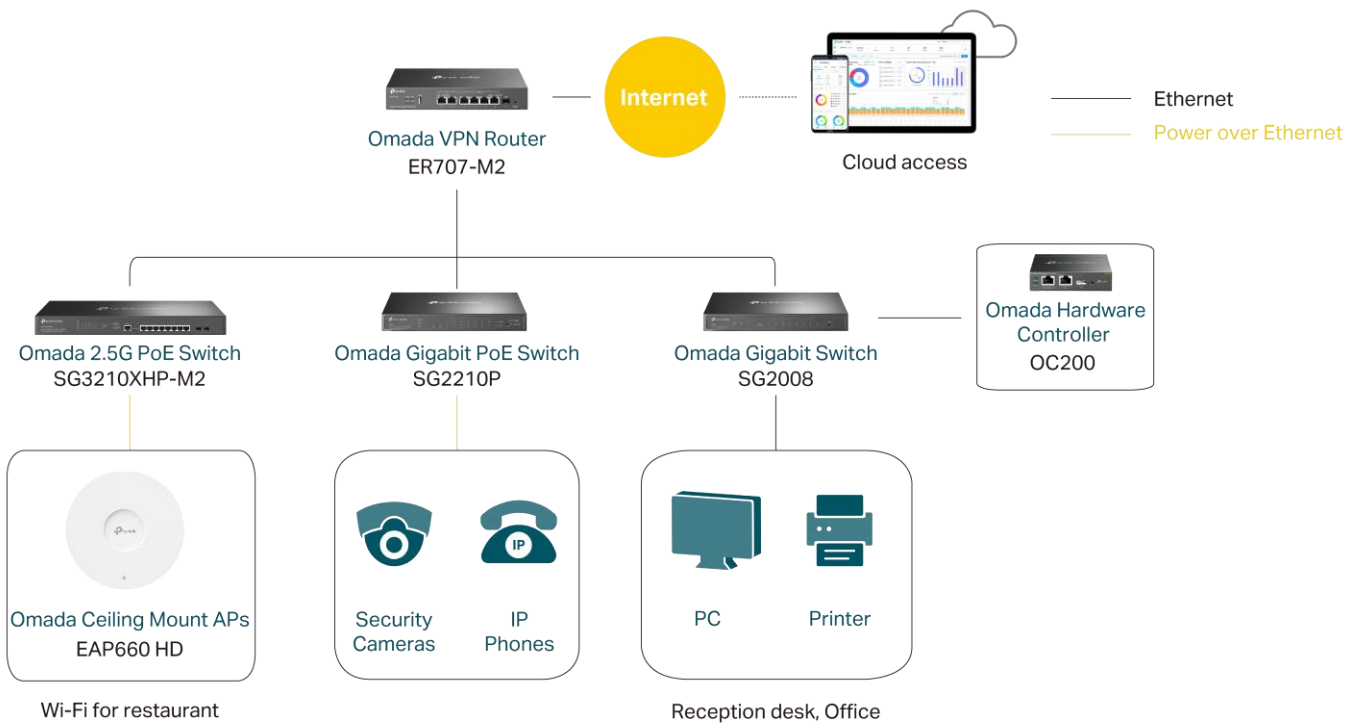 Internet
Omada VPN Router
ER707-M2
Cloud access
Ethernet
Power over Ethernet
Omada 2.5G PoE Switch
SG3210XHP-M2
Omada Gigabit PoE Switch
SG2210P
Omada Gigabit Switch
SG2008
Omada Hardware
Controller
OC200
tp-link
Omada Ceiling Mount APs
EAP660 HD
Security
Cameras
IP
IP
Phones
PC
Printer
Wi-Fi for restaurant
Reception desk, Office